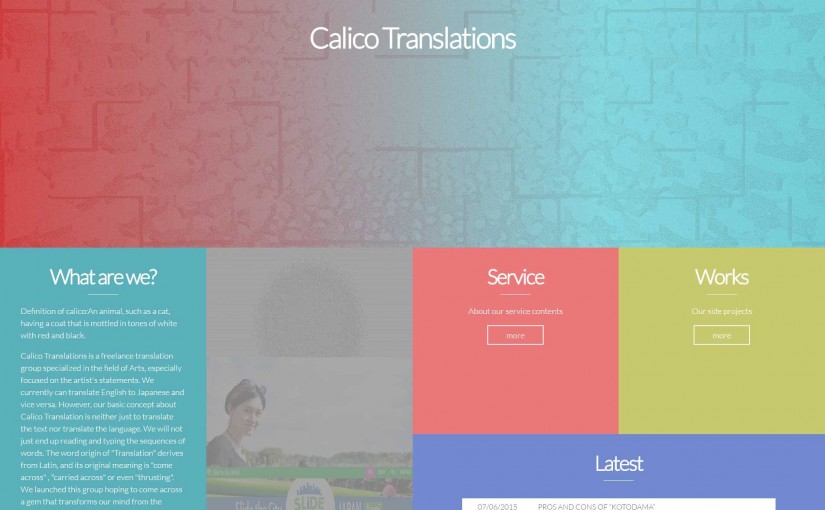 Calico Translations
What are we?
Definition of calico:An animal, such as a cat,
having a coat that is mottled in tones of white
with red and black.
Calico Translations is a freelance translation
group specialized in the field of Arts, especially
focused on the artist's statements. We
currently can translate English to Japanese and
vice versa. However, our basic concept about
Calico Translation is neither just to translate
the text nor translate the language. We will not
just end up reading and typing the sequences of
words. The word origin of "Translation" derives
from Latin, and its original meaning is "come
across" , "carried across" or even "thrusting".
We launched this group hoping to come across
a gem that transforms our mind from the
Slide the City
SLIDE
JAPAN
Service
About our service contents
more
Works
Our side projects
more
Latest
07/06/2015 PROS AND CONS OF "KOTODAMA"